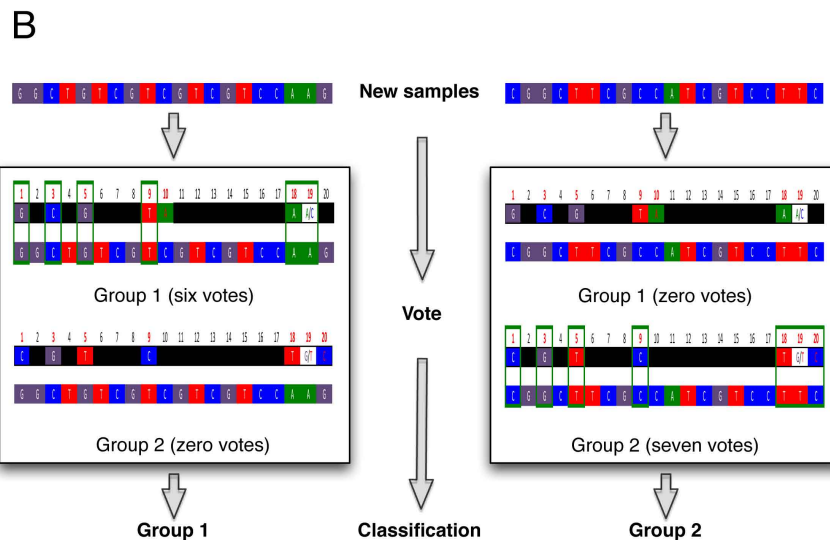 B
G G C T G T C G T C G T C G T C C A A G
New samples
C G G C T T C G C C A T C G T C C T T C
1 2 3 4 5 6 7 8 9 10 11 12 13 14 15 16 17 18 19 20
G C G T A A/C
G G C T G T C G T C G T C G T C C A A G
Group 1 (six votes)
1 2 3 4 5 6 7 8 9 10 11 12 13 14 15 16 17 18 19 20
C G T C T G/T
G G C T G T C G T C G T C G T C C A A G
Group 2 (zero votes)
Vote
1 2 3 4 5 6 7 8 9 10 11 12 13 14 15 16 17 18 19 20
G C G T A A/C
C G G C T T C G C C A T C G T C C T T C
Group 1 (zero votes)
1 2 3 4 5 6 7 8 9 10 11 12 13 14 15 16 17 18 19 20
C G T C T G/T
C G G C T T C G C C A T C G T C C T T C
Group 2 (seven votes)
Group 1
Classification
Group 2